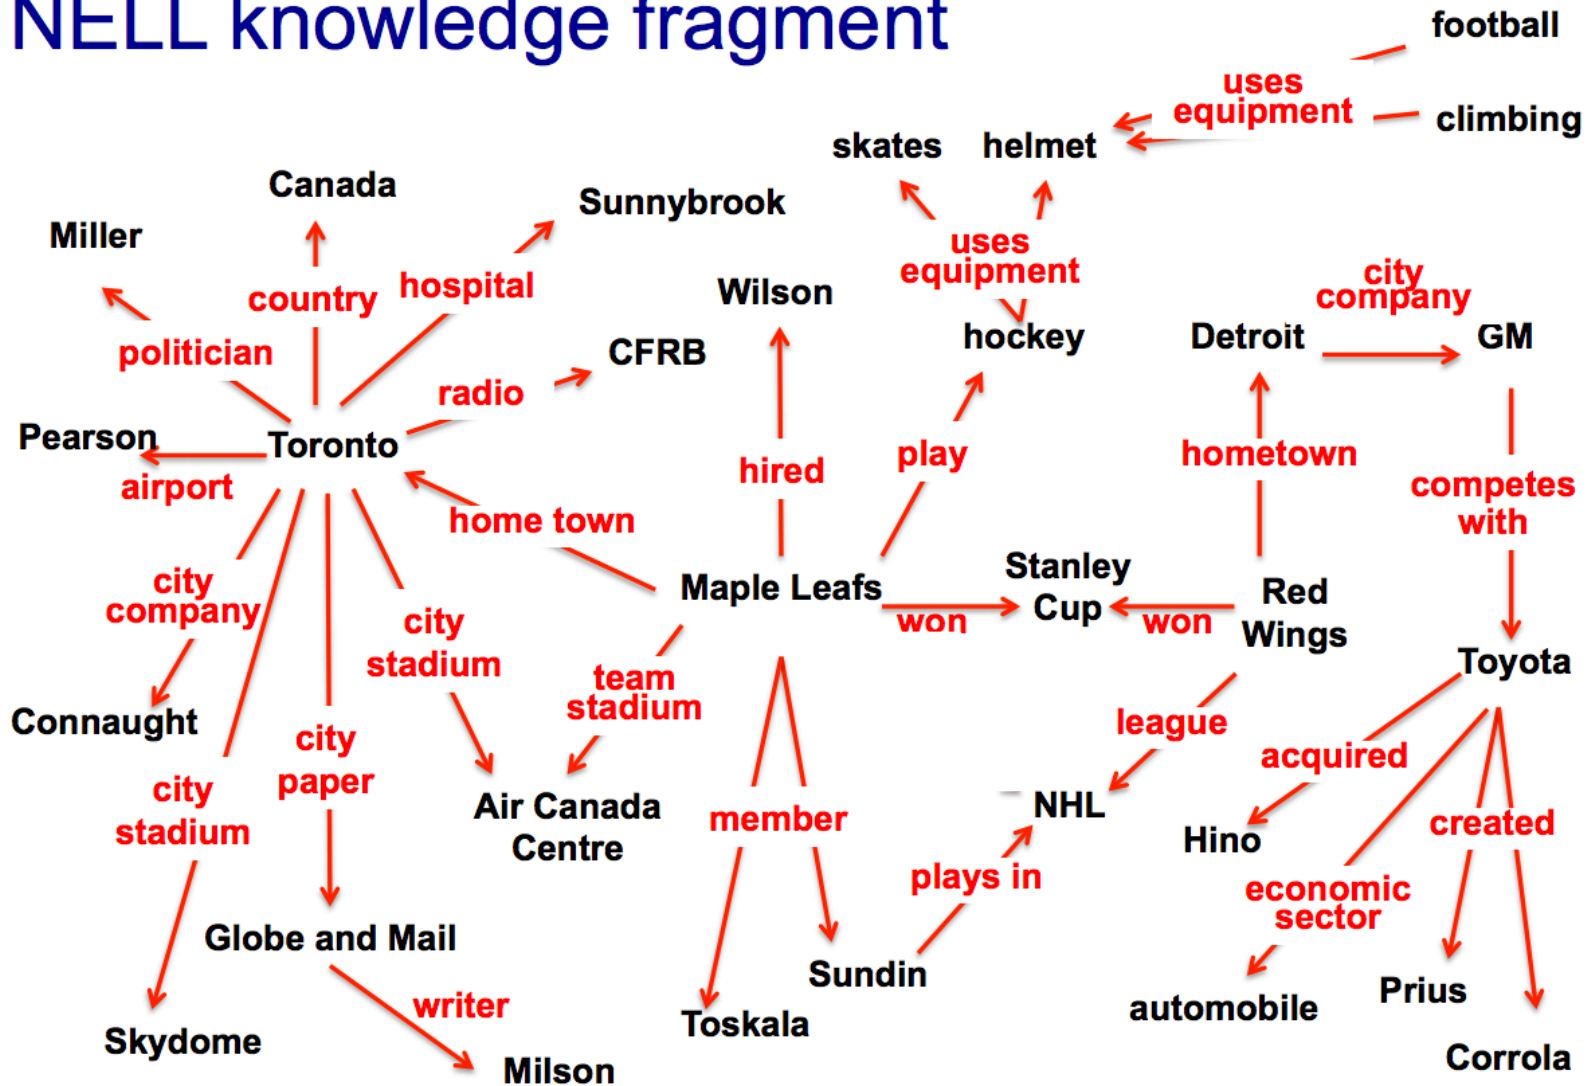 NELL knowledge fragment
football
uses
equipment
climbing
skates
helmet
Canada
Sunnybrook
Miller
uses
equipment
city
company
hospital
country
Wilson
hockey
Detroit
GM
politician
CFRB
radio
Pearson
Toronto
airport
hired
play
hometown
competes
with
home town
city
company
Maple Leafs
Stanley
Cup
won
won
Red
Wings
city
stadium
Toyota
team
stadium
Connaught
league
city
paper
acquired
city
stadium
Air Canada
Centre
member
NHL
Hino
created
plays in
economic
sector
Globe and Mail
Sundin
Prius
automobile
writer
Toskala
Skydome
Milson
Corrola